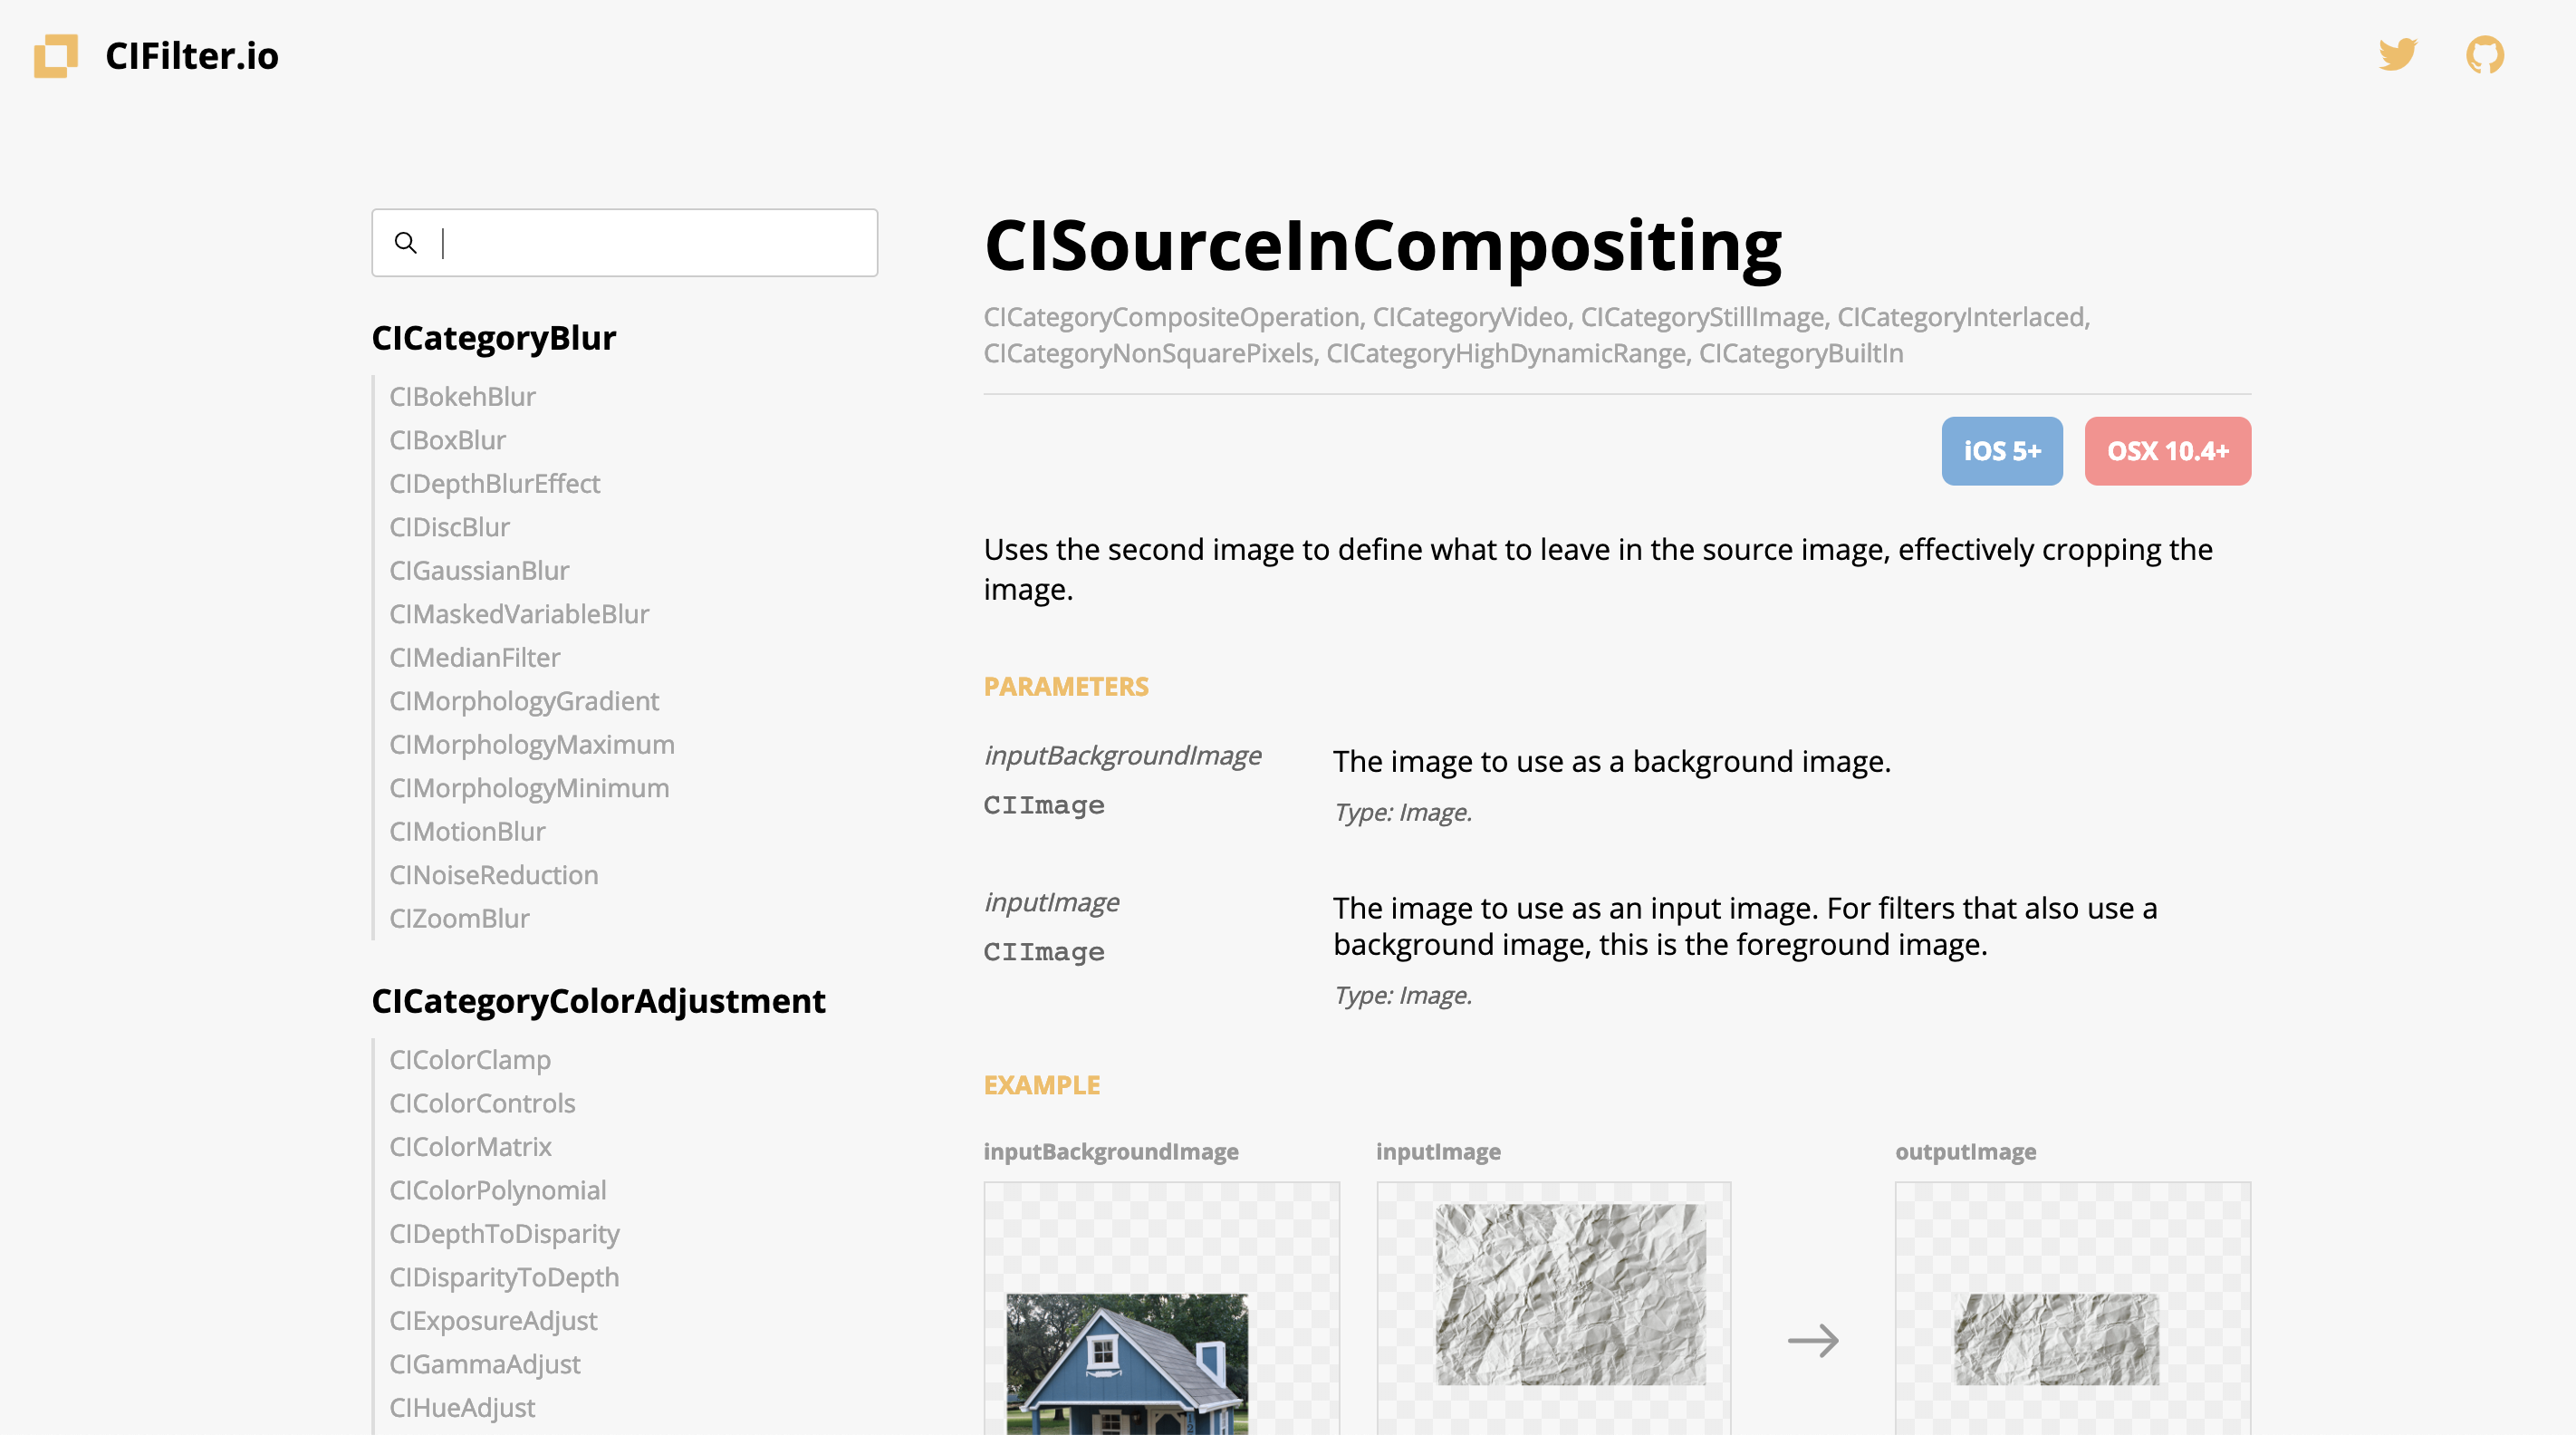 CIFilter.io
CICategoryBlur
CIBokehBlur
CIBoxBlur
CIDepthBlurEffect
CIDiscBlur
CIGaussianBlur
CIMaskedVariableBlur
CIMedianFilter
CIMorphologyGradient
CIMorphologyMaximum
CIMorphologyMinimum
CIMotionBlur
CINoiseReduction
CIZoomBlur
CICategoryColorAdjustment
CIColorClamp
CIColorControls
CIColorMatrix
CIColorPolynomial
CIDepthToDisparity
CIDisparityToDepth
CIExposureAdjust
CIGammaAdjust
CIHueAdjust
CISourceInCompositing
CICategoryCompositeOperation, CICategoryVideo, CICategoryStillImage, CICategoryInterlaced,
CICategoryNonSquarePixels, CICategoryHighDynamicRange, CICategoryBuiltIn
iOS 5+
OSX 10.4+
Uses the second image to define what to leave in the source image, effectively cropping the
image.
PARAMETERS
inputBackgroundImage
CIImage
The image to use as a background image.
Type: Image.
inputImage
CIImage
The image to use as an input image. For filters that also use a
background image, this is the foreground image.
Type: Image.
EXAMPLE
inputBackgroundImage
inputImage
outputImage